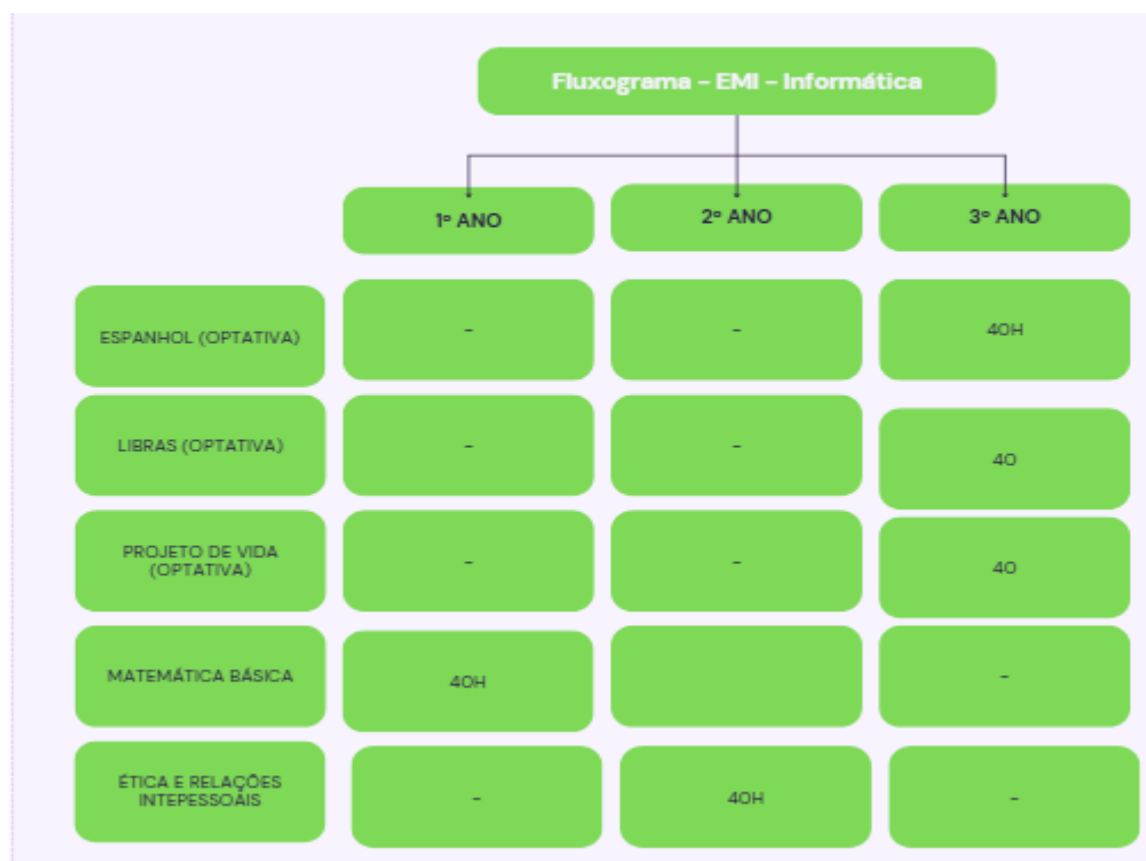 Fluxograma – EMI – Informática
1º ANO
2º ANO
3º ANO
ESPANHOL (OPTATIVA)
-
-
40H
LIBRAS (OPTATIVA)
-
-
40
PROJETO DE VIDA
(OPTATIVA)
-
-
40
MATEMÁTICA BÁSICA
40H
-
ÉTICA E RELAÇÕES
INTEPESSOAIS
-
40H
-